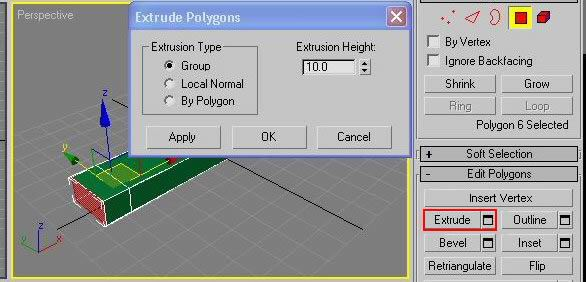 Perspective
Extrude Polygons
Extrusion Type
Group
Local Normal
By Polygon
Extrusion Height:
10.0
Apply OK Cancel
z
y
z
y x
By Vertex
Ignore Backfacing
Shrink Grow
Ring Loop
Polygon 6 Selected
+ Soft Selection
- Edit Polygons
Insert Vertex
Extrude Outline
Bevel Inset
Retriangulate Flip